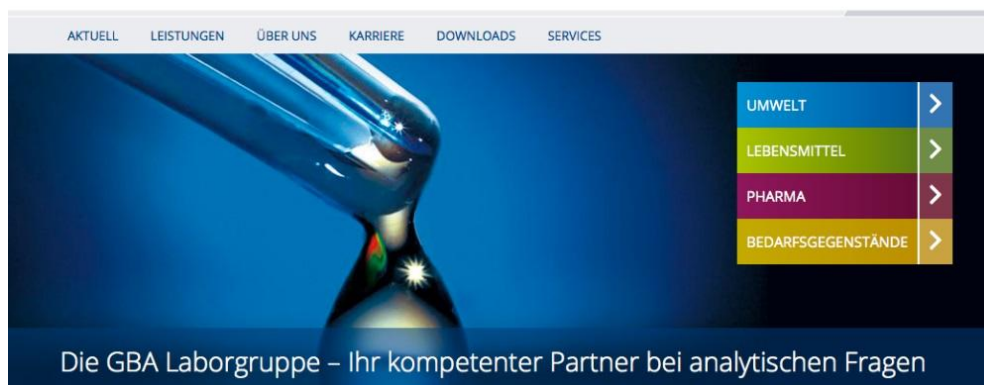 AKTUELL LEISTUNGEN ÜBER UNS KARRIERE DOWNLOADS SERVICES
UMWELT
LEBENSMITTEL
PHARMA
BEDARFSGEGENSTÄNDE
Die GBA Laborgruppe – Ihr kompetenter Partner bei analytischen Fragen